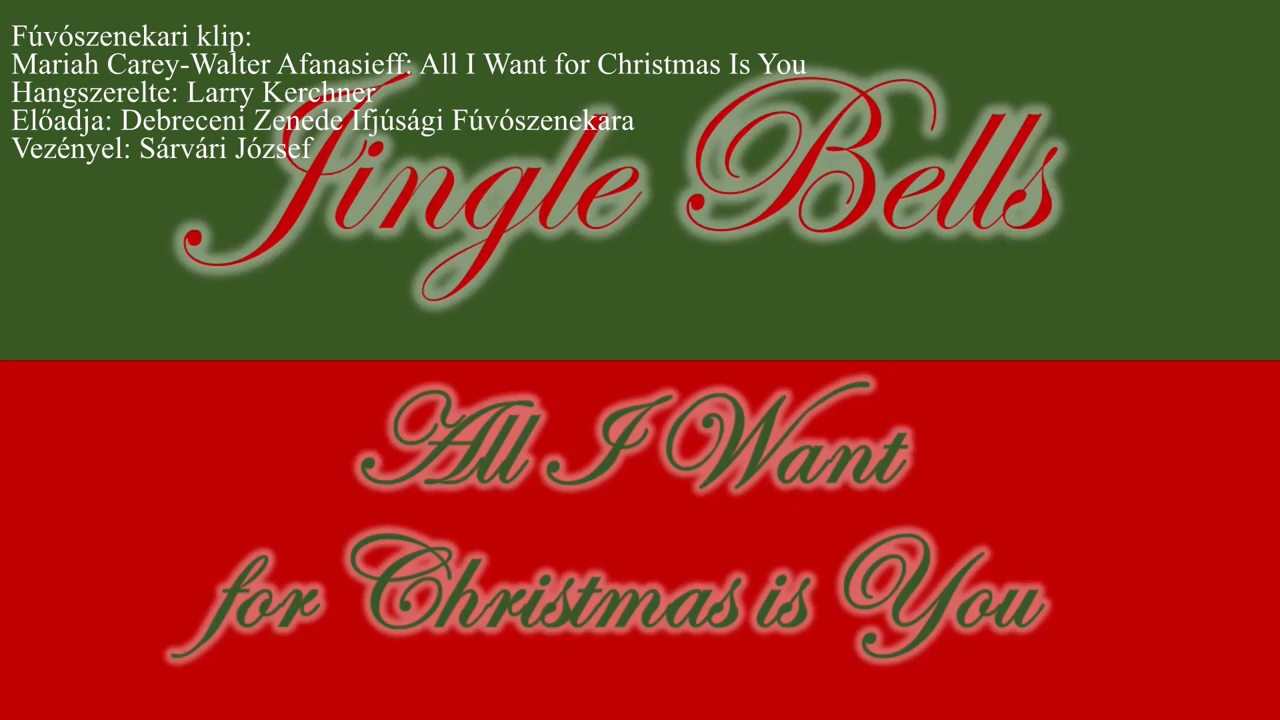 Fúvószenekari klip:
Mariah Carey-Walter Afanasieff: All I Want for Christmas Is You
Hangszerelte: Larry Kerchner
Előadja: Debreceni Zenede Ifjúsági Fúvószenekara
Vezényel: Sárvári József
Jingle Bells
All I Want
for Christmas is You